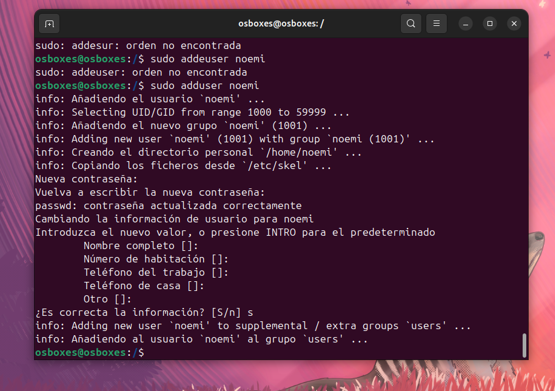 osboxes@osboxes: /
sudo: addesur: orden no encontrada
osboxes@osboxes:/$ sudo addeuser noemi
sudo: addeuser: orden no encontrada
osboxes@osboxes:/$ sudo adduser noemi
info: Añadiendo el usuario `noemi' ...
info: Selecting UID/GID from range 1000 to 59999 ...
info: Añadiendo el nuevo grupo `noemi' (1001) ...
info: Adding new user `noemi' (1001) with group `noemi (1001)' ...
info: Creando el directorio personal `/home/noemi' ...
info: Copiando los ficheros desde `/etc/skel' ...
Nueva contraseña:
Vuelva a escribir la nueva contraseña:
passwd: contraseña actualizada correctamente
Cambiando la información de usuario para noemi
Introduzca el nuevo valor, o presione INTRO para el predeterminado
Nombre completo []:
Número de habitación []:
Teléfono del trabajo []:
Teléfono de casa []:
Otro []:
¿Es correcta la información? [S/n] s
info: Adding new user `noemi' to supplemental / extra groups `users' ...
info: Añadiendo al usuario `noemi' al grupo `users' ...
osboxes@osboxes:/$